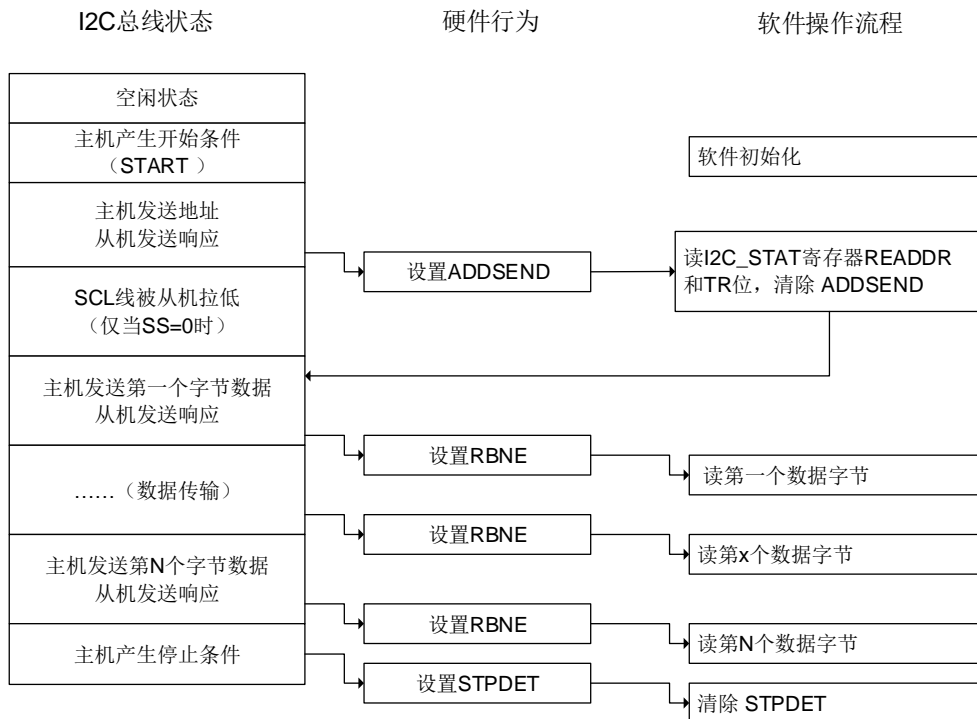 I2C总线状态
硬件行为
软件操作流程
空闲状态
主机产生开始条件
（START ）
软件初始化
主机发送地址
从机发送响应
设置ADDSEND
读I2C_STAT寄存器READDR
和TR位，清除 ADDSEND
SCL线被从机拉低
（仅当SS=0时）
主机发送第一个字节数据
从机发送响应
设置RBNE
读第一个数据字节
……（数据传输）
设置RBNE
读第x个数据字节
主机发送第N个字节数据
从机发送响应
设置RBNE
读第N个数据字节
主机产生停止条件
设置STPDET
清除 STPDET